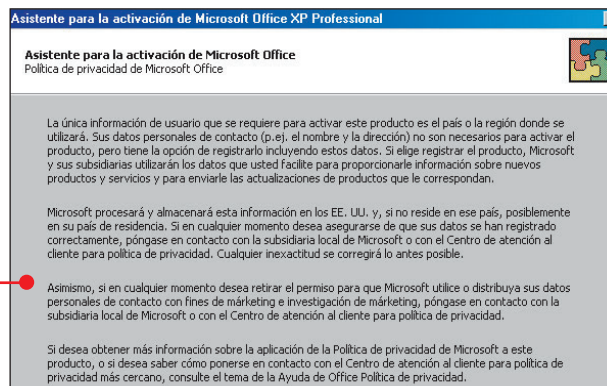 Asistente para la activación de Microsoft Office XP Professional
Asistente para la activación de Microsoft Office
Política de privacidad de Microsoft Office
La única información de usuario que se requiere para activar este producto es el país o la región donde se
utilizará. Sus datos personales de contacto (p.ej. el nombre y la dirección) no son necesarios para activar el
producto, pero tiene la opción de registrarlo incluyendo estos datos. Si elige registrar el producto, Microsoft
y sus subsidiarias utilizarán los datos que usted facilite para proporcionarle información sobre nuevos
productos y servicios y para enviarle las actualizaciones de productos que le correspondan.
Microsoft procesará y almacenará esta información en los EE. UU. y, si no reside en ese país, posiblemente
en su país de residencia. Si en cualquier momento desea asegurarse de que sus datos se han registrado
correctamente, póngase en contacto con la subsidiaria local de Microsoft o con el Centro de atención al
cliente para política de privacidad. Cualquier inexactitud se corregirá lo antes posible.
Asimismo, si en cualquier momento desea retirar el permiso para que Microsoft utilice o distribuya sus datos
personales de contacto con fines de márketing e investigación de márketing, póngase en contacto con la
subsidiaria local de Microsoft o con el Centro de atención al cliente para política de privacidad.
Si desea obtener más información sobre la aplicación de la Política de privacidad de Microsoft a este
producto, o si desea saber cómo ponerse en contacto con el Centro de atención al cliente para política de
privacidad más cercano, consulte el tema de la Ayuda de Office Política de privacidad.